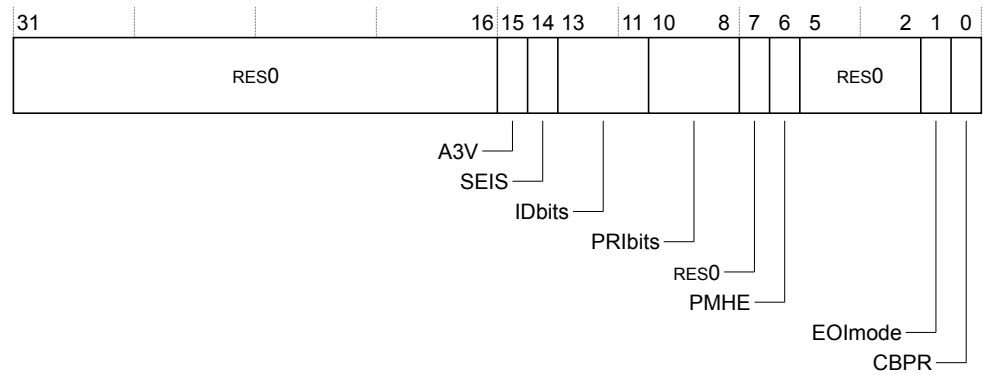 31 16 15 14 13 11 10 8 7 6 5 2 1 0
RES0 RES0
A3V
SEIS
IDbits
PRIbits
RES0
PMHE
EOImode
CBPR